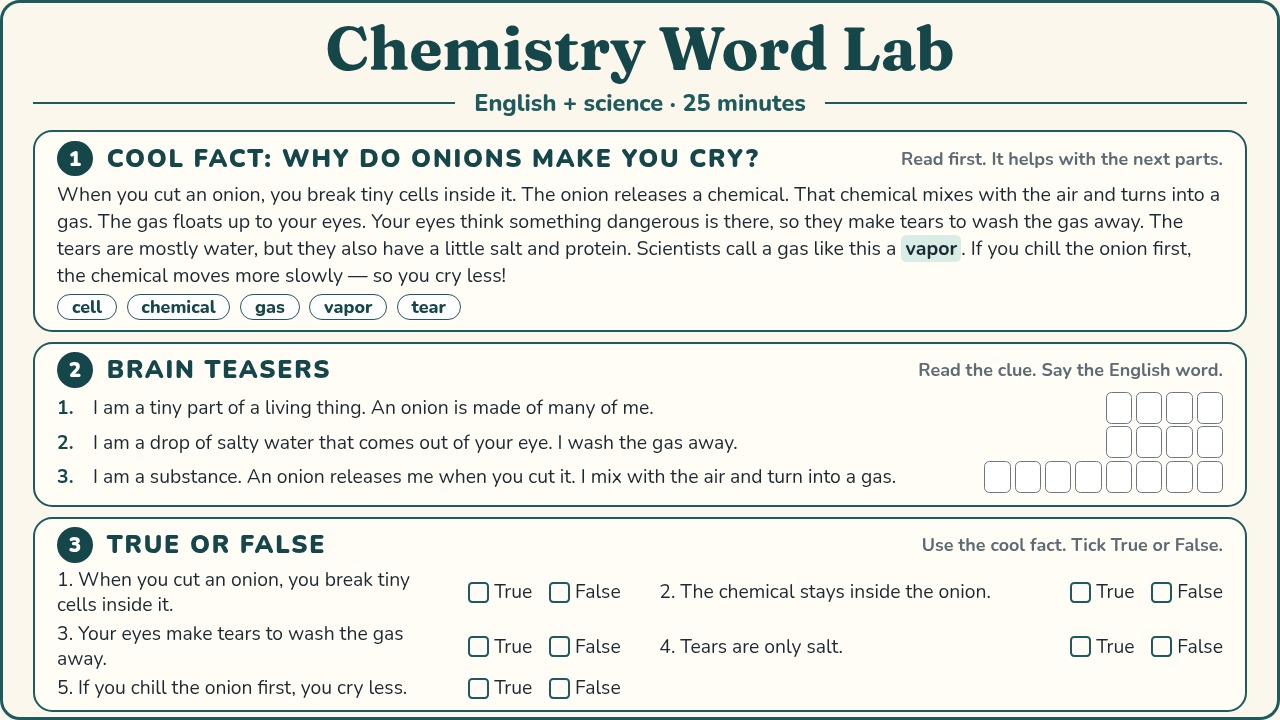 Chemistry Word Lab
English + science · 25 minutes
1 COOL FACT: WHY DO ONIONS MAKE YOU CRY? Read first. It helps with the next parts.
When you cut an onion, you break tiny cells inside it. The onion releases a chemical. That chemical mixes with the air and turns into a
gas. The gas floats up to your eyes. Your eyes think something dangerous is there, so they make tears to wash the gas away. The
tears are mostly water, but they also have a little salt and protein. Scientists call a gas like this a vapor. If you chill the onion first,
the chemical moves more slowly — so you cry less!
cell chemical gas vapor tear
2 BRAIN TEASERS Read the clue. Say the English word.
1. I am a tiny part of a living thing. An onion is made of many of me.
2. I am a drop of salty water that comes out of your eye. I wash the gas away.
3. I am a substance. An onion releases me when you cut it. I mix with the air and turn into a gas.
3 TRUE OR FALSE Use the cool fact. Tick True or False.
1. When you cut an onion, you break tiny
cells inside it.
True False
2. The chemical stays inside the onion. True False
3. Your eyes make tears to wash the gas
away.
True False
4. Tears are only salt. True False
5. If you chill the onion first, you cry less. True False